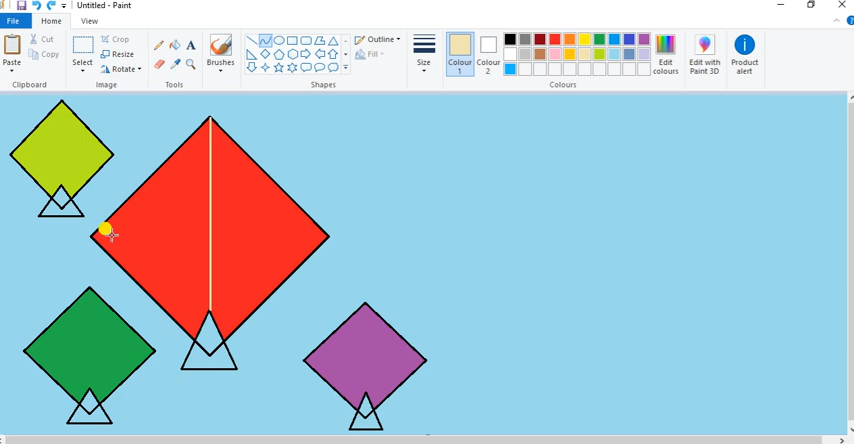 Untitled - Paint
File
Home
View
Paste
Cut
Copy
Clipboard
Select
Crop
Resize
Rotate
Image
A
Tools
Brushes
Shapes
Outline
Fill
Size
Colour
1
Colour
2
Colours
Edit
colours
Edit with
Paint 3D
Product
alert